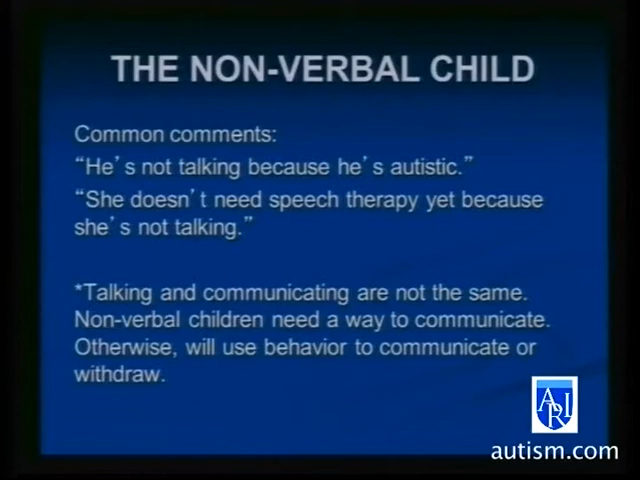 THE NON-VERBAL CHILD
Common comments:
“He’s not talking because he’s autistic.”
“She doesn’t need speech therapy yet because
she’s not talking.”
*Talking and communicating are not the same.
Non-verbal children need a way to communicate.
Otherwise, will use behavior to communicate or
withdraw.
ARI
autism.com